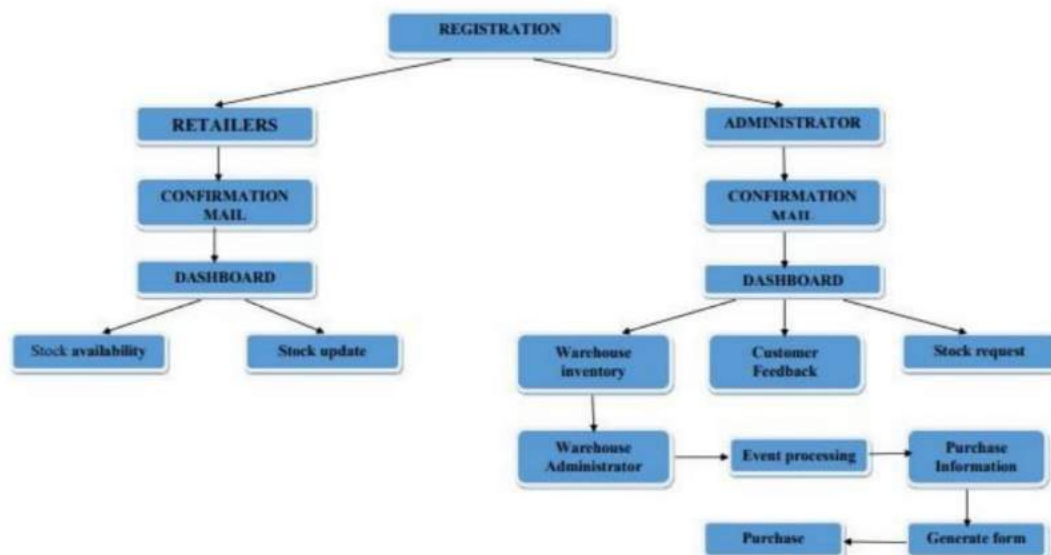 REGISTRATION
RETAILERS
ADMINISTRATOR
CONFIRMATION
MAIL
CONFIRMATION
MAIL
DASHBOARD
DASHBOARD
Stock availability
Stock update
Warehouse
inventory
Customer
Feedback
Stock request
Warehouse
Administrator
Event processing
Purchase
Information
Purchase
Generate form